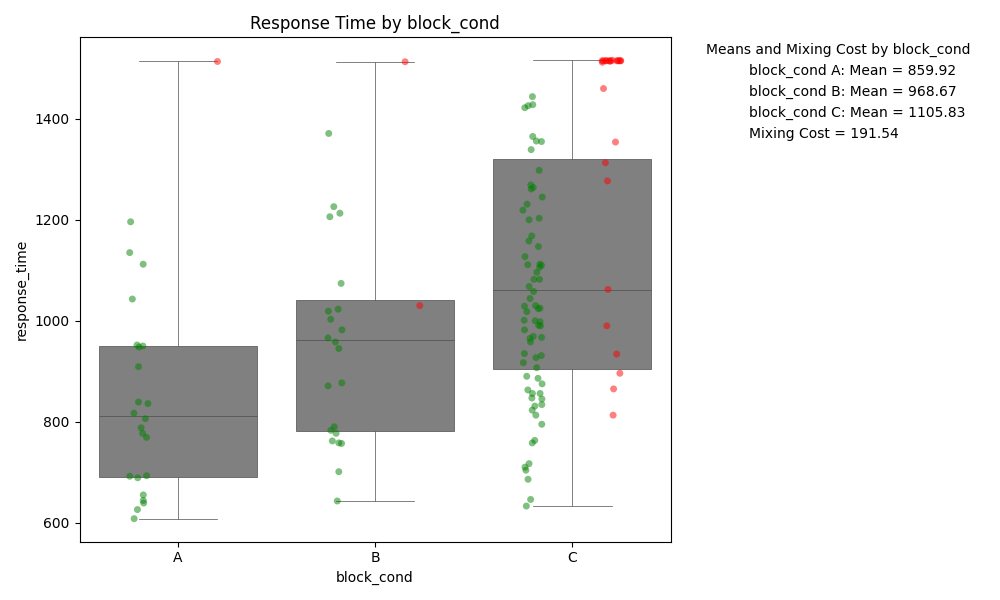 Response Time by block_cond
Means and Mixing Cost by block_cond
block_cond A: Mean = 859.92
block_cond B: Mean = 968.67
block_cond C: Mean = 1105.83
Mixing Cost = 191.54
response_time
1400
1200
1000
800
600
A B C
block_cond